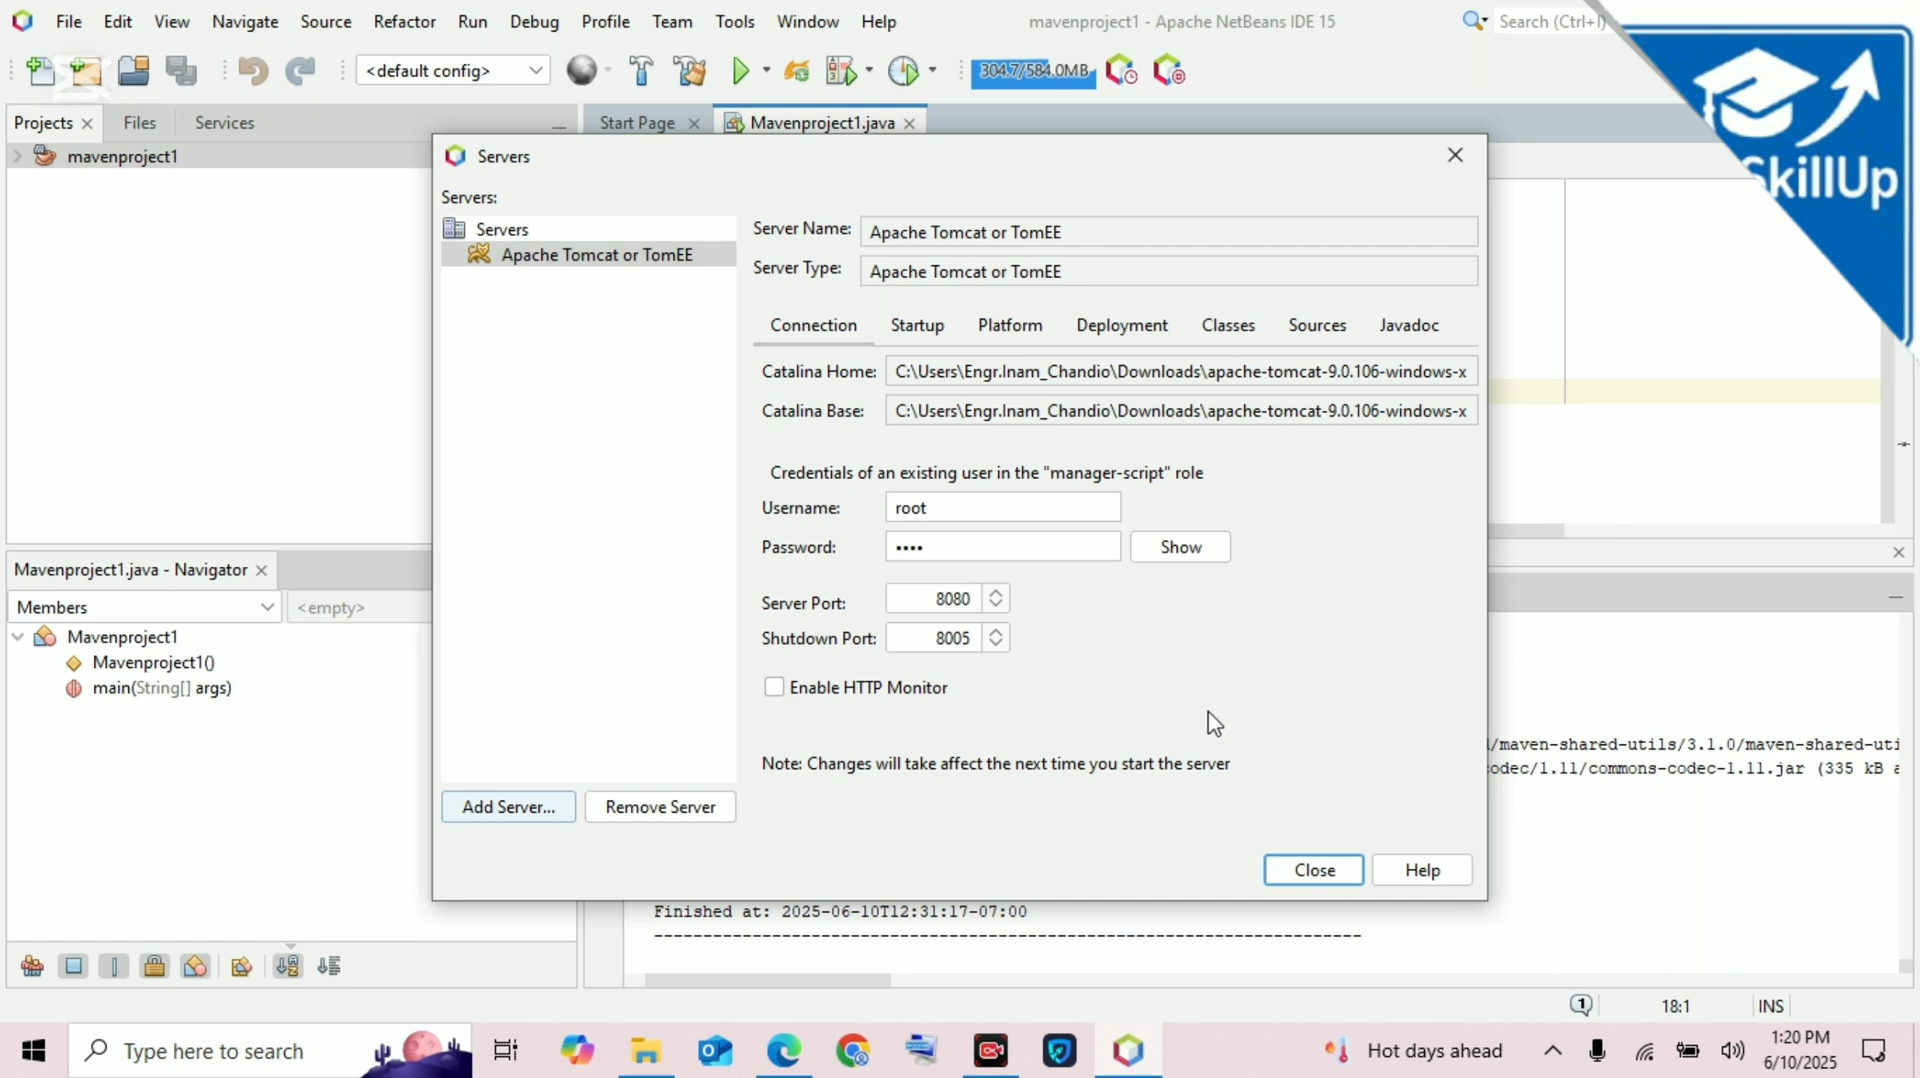 File Edit View Navigate Source Refactor Run Debug Profile Team Tools Window Help
mavenproject1 - Apache NetBeans IDE 15
Search (Ctrl+I)
<default config>
304.7/584.0MB
SkillUp
Projects Files Services
Start Page Mavenproject1.java
mavenproject1
Servers
Servers:
Servers
Apache Tomcat or TomEE
Server Name: Apache Tomcat or TomEE
Server Type: Apache Tomcat or TomEE
Connection Startup Platform Deployment Classes Sources Javadoc
Catalina Home: C:\Users\Engr.Inam_Chandio\Downloads\apache-tomcat-9.0.106-windows-x
Catalina Base: C:\Users\Engr.Inam_Chandio\Downloads\apache-tomcat-9.0.106-windows-x
Credentials of an existing user in the "manager-script" role
Username: root
Password: ••••
Show
Server Port: 8080
Shutdown Port: 8005
Enable HTTP Monitor
Note: Changes will take affect the next time you start the server
Add Server... Remove Server
Close Help
Mavenproject1.java - Navigator
Members <empty>
Mavenproject1
Mavenproject1()
main(String[] args)
/maven-shared-utils/3.1.0/maven-shared-uti
codec/1.11/commons-codec-1.11.jar (335 kB a
Finished at: 2025-06-10T12:31:17-07:00
------------------------------------------------------------------------
1
18:1 INS
Type here to search
Hot days ahead
1:20 PM
6/10/2025